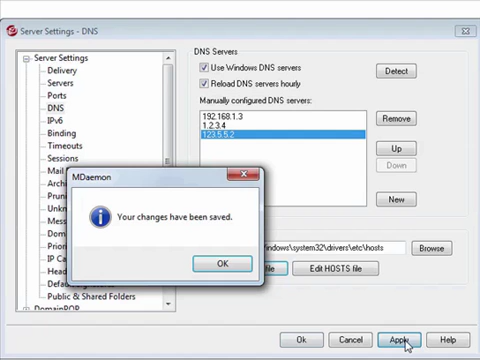 Server Settings - DNS
Server Settings
Delivery
Servers
Ports
DNS
IPv6
Binding
Timeouts
Sessions
DNS Servers
Use Windows DNS servers
Detect
Reload DNS servers hourly
Manually configured DNS servers:
192.168.1.3
1.2.3.4
123.5.5.2
Remove
Up
Down
New
MDaemon
Your changes have been saved.
OK
indows\system32\drivers\etc\hosts
Browse
file
Edit HOSTS file
Public & Shared Folders
DomainPOP
Ok
Cancel
Apply
Help